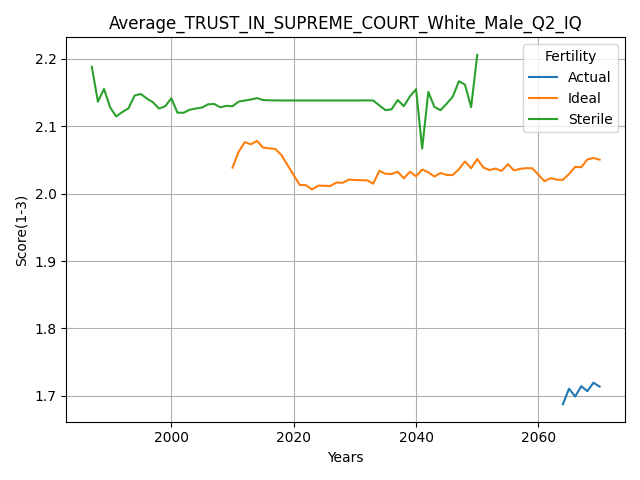 Average_TRUST_IN_SUPREME_COURT_White_Male_Q2_IQ
Score(1-3)
2.2
2.1
2.0
1.9
1.8
1.7
Fertility
Actual
Ideal
Sterile
2000
2020
2040
2060
Years